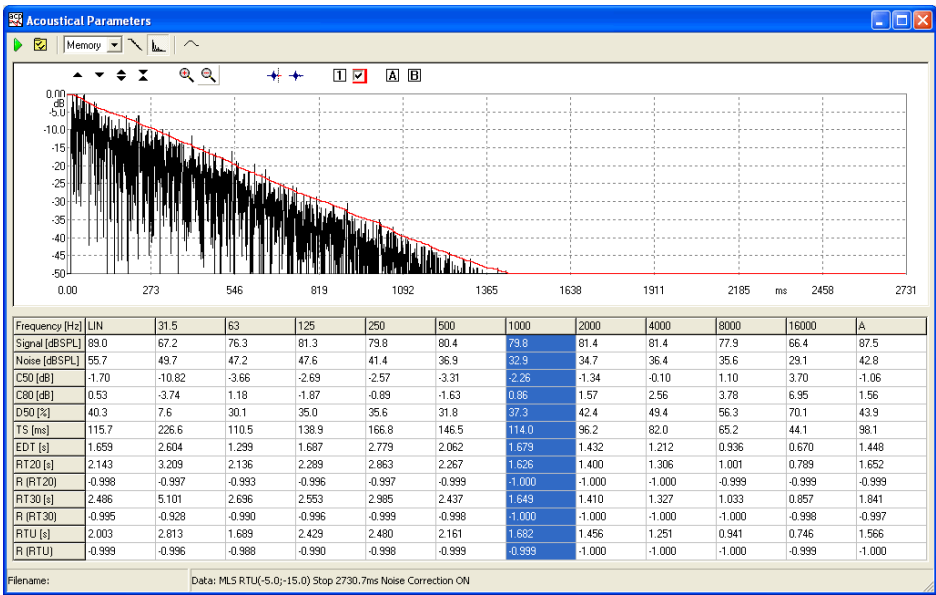 Acoustical Parameters
Memory
1 A B
0.00
dB
-5.0
-10.0
-15
-20
-25
-30
-35
-40
-45
-50
0.00 273 546 819 1092 1365 1638 1911 2185 ms 2458 2731
Frequency [Hz] LIN 31.5 63 125 250 500 1000 2000 4000 8000 16000 A
Signal [dBSPL] 89.0 67.2 76.3 81.3 79.8 80.4 79.8 81.4 81.4 77.9 66.4 87.5
Noise [dBSPL] 55.7 49.7 47.2 47.6 41.4 36.9 32.9 34.7 36.4 35.6 29.1 42.8
C50 [dB] -1.70 -10.82 -3.66 -2.69 -2.57 -3.31 -2.26 -1.34 -0.10 1.10 3.70 -1.06
C80 [dB] 0.53 -3.74 1.18 -1.87 -0.89 -1.63 0.86 1.57 2.56 3.78 6.95 1.56
D50 [%] 40.3 7.6 30.1 35.0 35.6 31.8 37.3 42.4 49.4 56.3 70.1 43.9
TS [ms] 115.7 226.6 110.5 138.9 166.8 146.5 114.0 96.2 82.0 65.2 44.1 98.1
EDT [s] 1.659 2.604 1.299 1.687 2.779 2.062 1.679 1.432 1.212 0.936 0.670 1.448
RT20 [s] 2.143 3.209 2.136 2.289 2.863 2.267 1.626 1.400 1.306 1.001 0.789 1.652
R (RT20) -0.998 -0.997 -0.993 -0.996 -0.997 -0.999 -1.000 -1.000 -1.000 -0.999 -0.999 -0.999
RT30 [s] 2.486 5.101 2.696 2.553 2.985 2.437 1.649 1.410 1.327 1.033 0.857 1.841
R (RT30) -0.995 -0.928 -0.990 -0.996 -0.999 -0.998 -1.000 -1.000 -1.000 -1.000 -0.998 -0.997
RTU [s] 2.003 2.813 1.689 2.429 2.480 2.161 1.682 1.456 1.251 0.941 0.746 1.566
R (RTU) -0.999 -0.996 -0.988 -0.990 -0.998 -0.999 -0.999 -1.000 -1.000 -1.000 -0.999 -1.000
Filename: Data: MLS RTU(-5.0;-15.0) Stop 2730.7ms Noise Correction ON